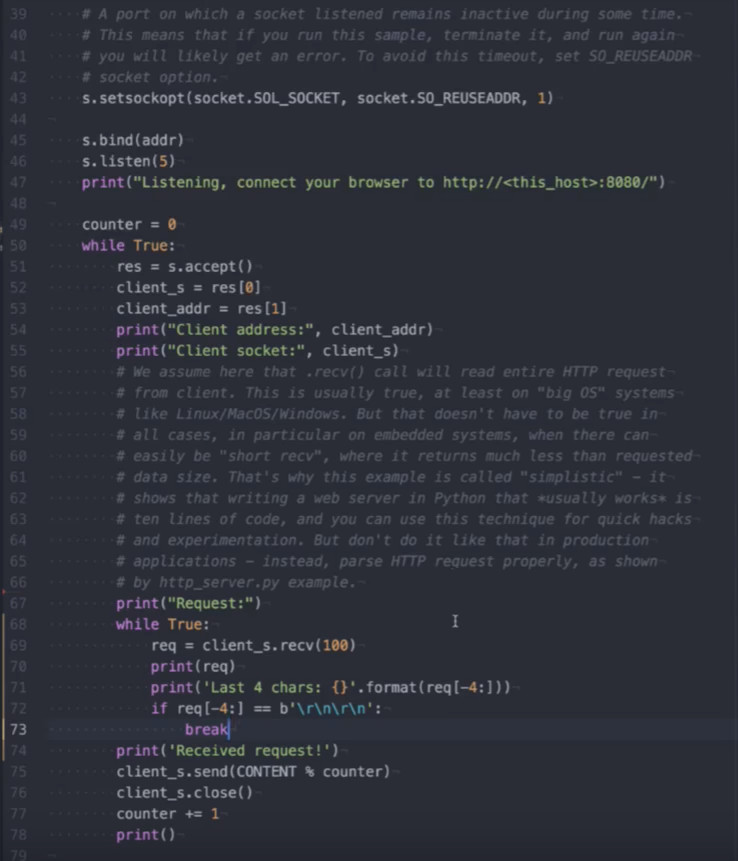 39 # A port on which a socket listened remains inactive during some time.
40 # This means that if you run this sample, terminate it, and run again
41 # you will likely get an error. To avoid this timeout, set SO_REUSEADDR
42 # socket option.
43 s.setsockopt(socket.SOL_SOCKET, socket.SO_REUSEADDR, 1)
44
45 s.bind(addr)
46 s.listen(5)
47 print("Listening, connect your browser to http://<this_host>:8080/")
48
49 counter = 0
50 while True:
51 res = s.accept()
52 client_s = res[0]
53 client_addr = res[1]
54 print("Client address:", client_addr)
55 print("Client socket:", client_s)
56 # We assume here that .recv() call will read entire HTTP request
57 # from client. This is usually true, at least on "big OS" systems
58 # like Linux/MacOS/Windows. But that doesn't have to be true in
59 # all cases, in particular on embedded systems, when there can
60 # easily be "short recv", where it returns much less than requested
61 # data size. That's why this example is called "simplistic" - it
62 # shows that writing a web server in Python that *usually works* is
63 # ten lines of code, and you can use this technique for quick hacks
64 # and experimentation. But don't do it like that in production
65 # applications - instead, parse HTTP request properly, as shown
66 # by http_server.py example.
67 print("Request:")
68 while True:
69 req = client_s.recv(100)
70 print(req)
71 print('Last 4 chars: {}'.format(req[-4:]))
72 if req[-4:] == b'\r\n\r\n':
73 break
74 print('Received request!')
75 client_s.send(CONTENT % counter)
76 client_s.close()
77 counter += 1
78 print()
79